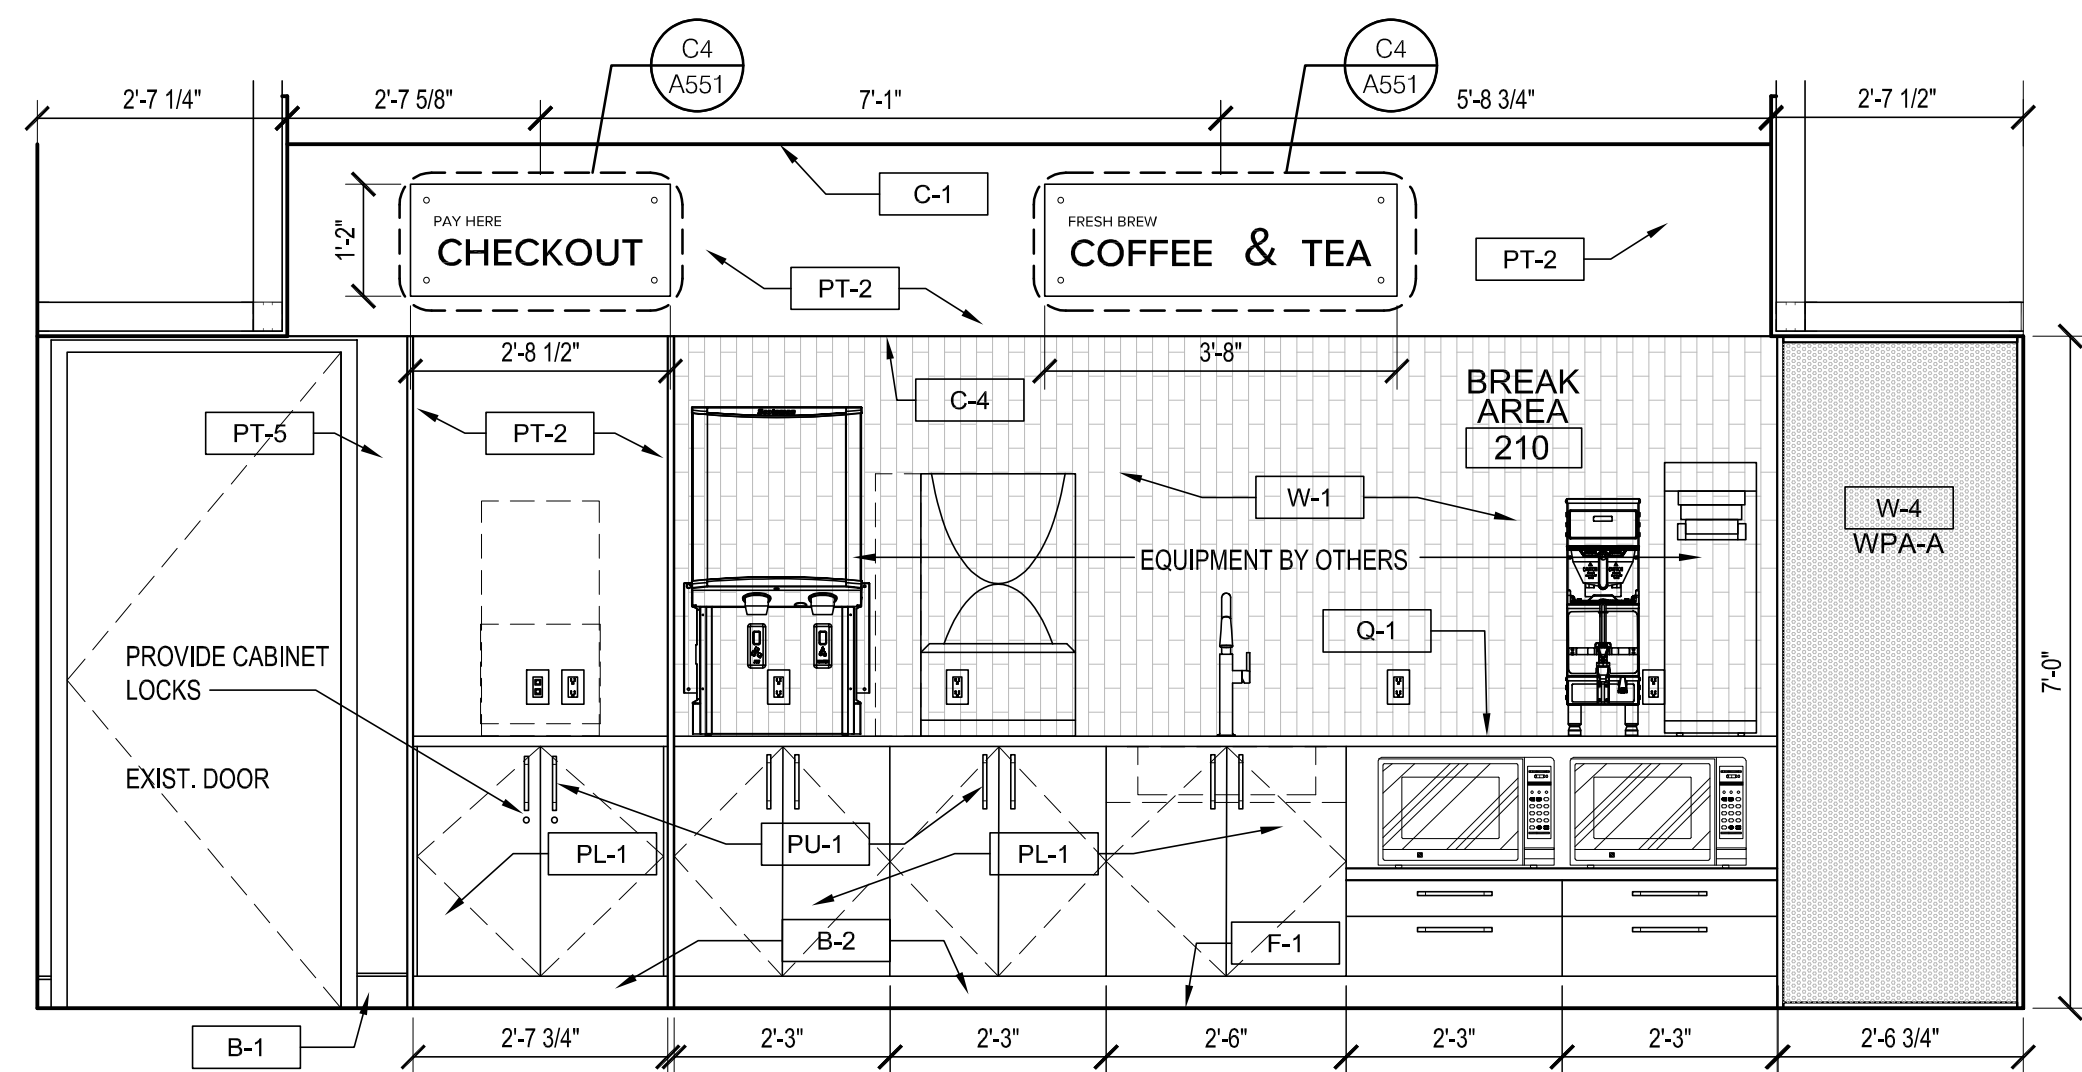 C4
A551
C4
A551
2'-7 1/4"
2'-7 5/8"
7'-1"
5'-8 3/4"
2'-7 1/2"
C-1
PAY HERE
CHECKOUT
1'-2"
FRESH BREW
COFFEE & TEA
PT-2
PT-2
2'-8 1/2"
3'-8"
C-4
BREAK
AREA
210
PT-5
PT-2
W-1
W-4
WPA-A
EQUIPMENT BY OTHERS
Q-1
PROVIDE CABINET
LOCKS
7'-0"
EXIST. DOOR
PL-1
PU-1
PL-1
B-2
F-1
B-1
2'-7 3/4"
2'-3"
2'-3"
2'-6"
2'-3"
2'-3"
2'-6 3/4"